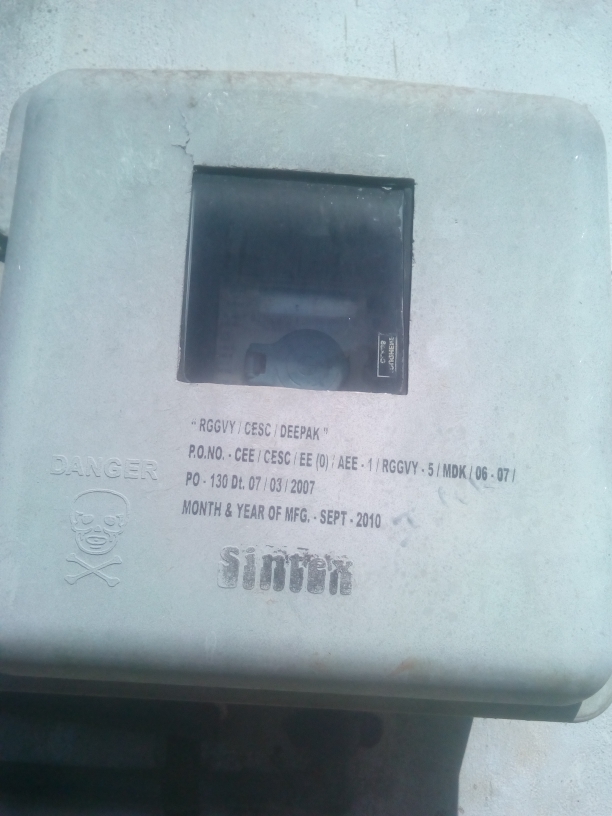 " RGGVY / CESC / DEEPAK "
P.O.NO. - CEE / CESC / EE (0) / AEE - 1 / RGGVY - 5 / MDK / 06 - 07 /
PO - 130 Dt. 07 / 03 / 2007
MONTH & YEAR OF MFG. - SEPT - 2010
DANGER
Sintex